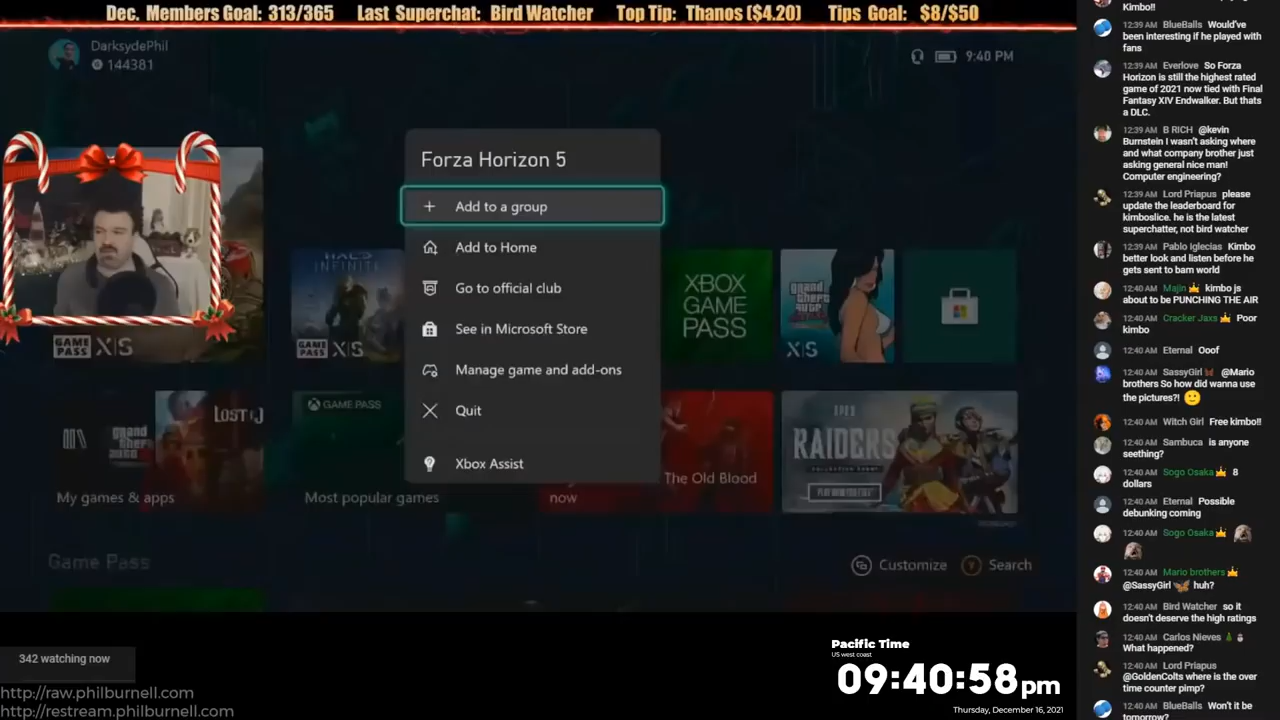 Dec. Members Goal: 313/365 Last Superchat: Bird Watcher Top Tip: Thanos ($4.20) Tips Goal: $8/$50
DarksydePhil
144381
9:40 PM
Forza Horizon 5
Add to a group
Add to Home
Go to official club
See in Microsoft Store
Manage game and add-ons
Quit
Xbox Assist
GAME PASS X|S
HALO INFINITE
GAME PASS X|S
XBOX GAME PASS
grand theft auto
X|S
LOST J
My games & apps
GAME PASS
Most popular games
now
The Old Blood
APEX
RAIDERS
COLLECTION EVENT
PLAY NOW FOR FREE
Game Pass
Customize
Y Search
342 watching now
http://raw.philburnell.com
http://restream.philburnell.com
Pacific Time
US west coast
09:40:58pm
Thursday, December 16, 2021
Kimbo!!
12:39 AM BlueBalls Would've
been interesting if he played with
fans
12:39 AM Everlove So Forza
Horizon is still the highest rated
game of 2021 now tied with Final
Fantasy XIV Endwalker. But thats
a DLC.
12:39 AM B RICH @kevin
Burnstein I wasn't asking where
and what company brother just
asking general nice man!
Computer engineering?
12:39 AM Lord Priapus please
update the leaderboard for
kimboslice. he is the latest
superchatter, not bird watcher
12:39 AM Pablo Iglecias Kimbo
better look and listen before he
gets sent to bam world
12:40 AM Majin 👑 kimbo js
about to be PUNCHING THE AIR
12:40 AM Cracker Jaxs 👑 Poor
kimbo
12:40 AM Eternal Ooof
12:40 AM SassyGirl 🦋 @Mario
brothers So how did wanna use
the pictures?! 🙂
12:40 AM Witch Girl Free kimbo!!
12:40 AM Sambuca is anyone
seething?
12:40 AM Sogo Osaka 👑 8
dollars
12:40 AM Eternal Possible
debunking coming
12:40 AM Sogo Osaka 👑
12:40 AM Mario brothers 👑
@SassyGirl 🦋 huh?
12:40 AM Bird Watcher so it
doesn't deserve the high ratings
12:40 AM Carlos Nieves 🎄⛄
What happened?
12:40 AM Lord Priapus
@GoldenColts where is the over
time counter pimp?
12:40 AM BlueBalls Won't it be
tomorrow?